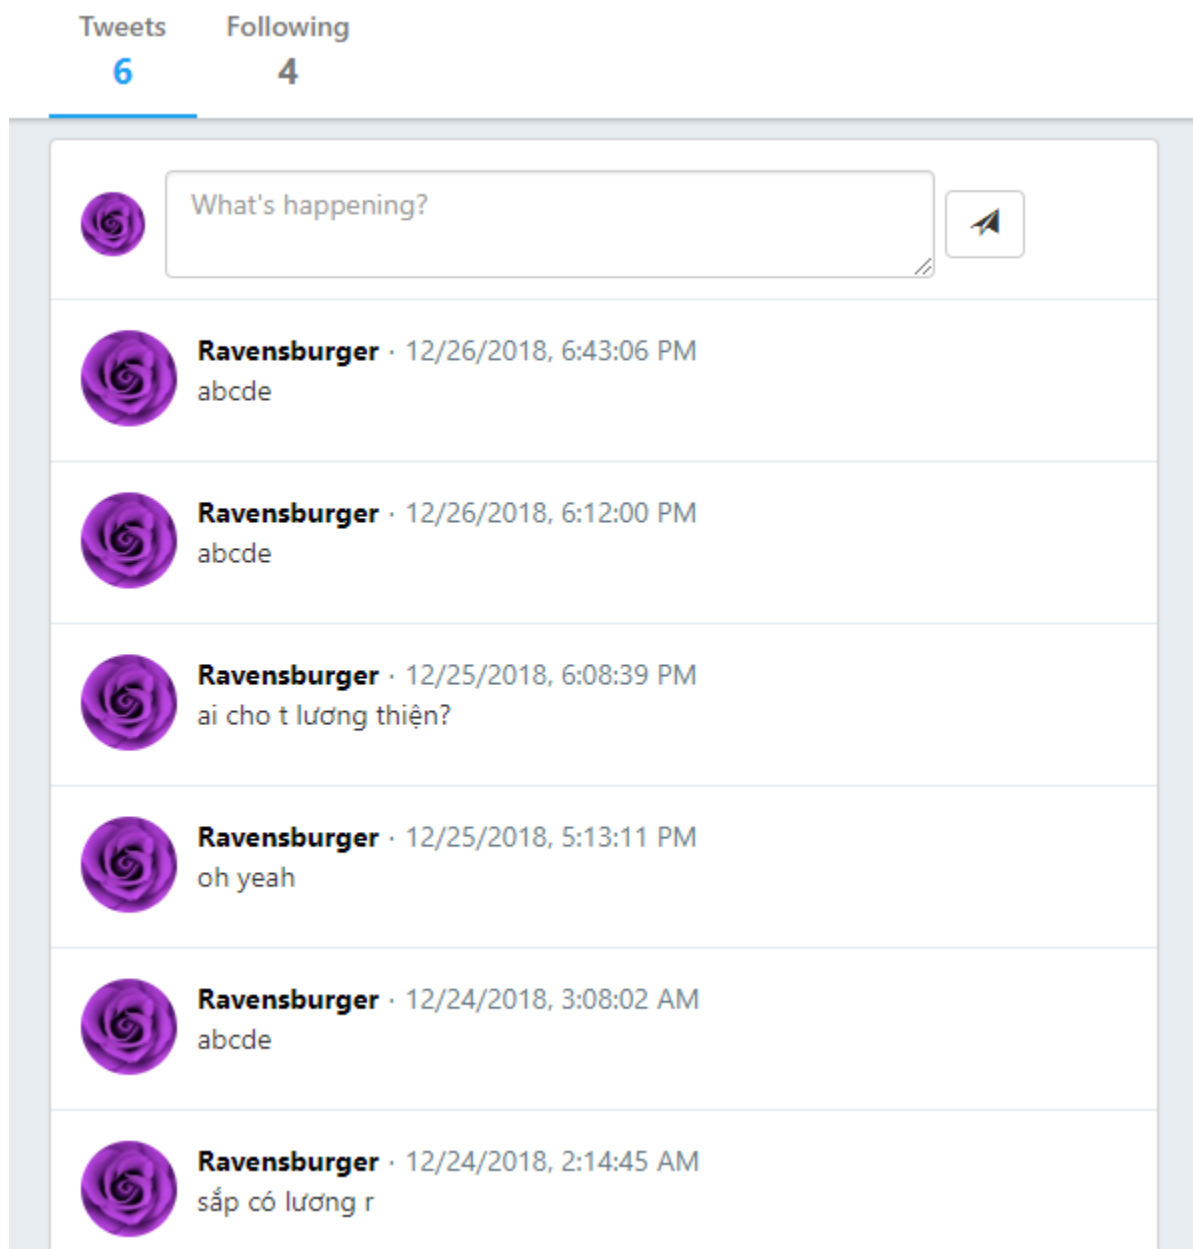 Tweets Following
6 4
What's happening?
Ravensburger · 12/26/2018, 6:43:06 PM
abcde
Ravensburger · 12/26/2018, 6:12:00 PM
abcde
Ravensburger · 12/25/2018, 6:08:39 PM
ai cho t lương thiện?
Ravensburger · 12/25/2018, 5:13:11 PM
oh yeah
Ravensburger · 12/24/2018, 3:08:02 AM
abcde
Ravensburger · 12/24/2018, 2:14:45 AM
sắp có lương r